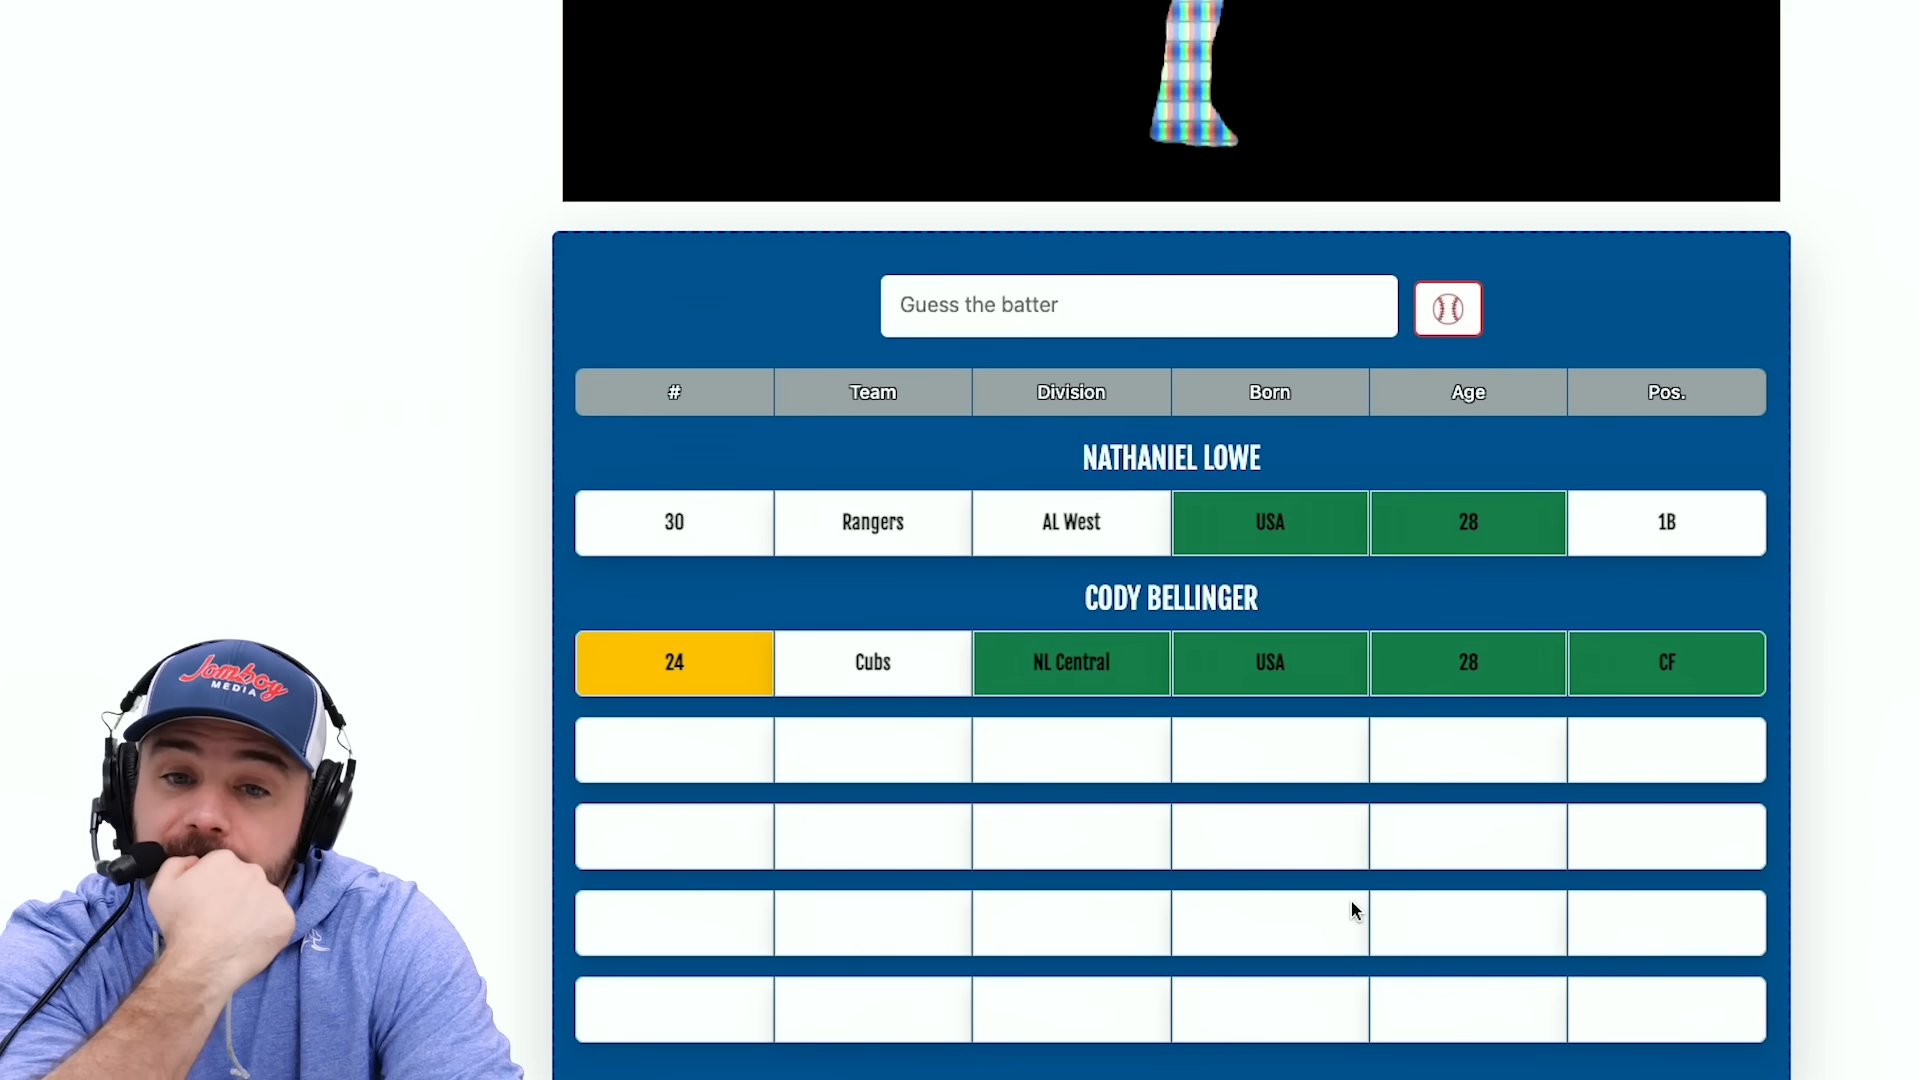 Guess the batter
# Team Division Born Age Pos.
NATHANIEL LOWE
30 Rangers AL West USA 28 1B
CODY BELLINGER
24 Cubs NL Central USA 28 CF
Jomboy
MEDIA